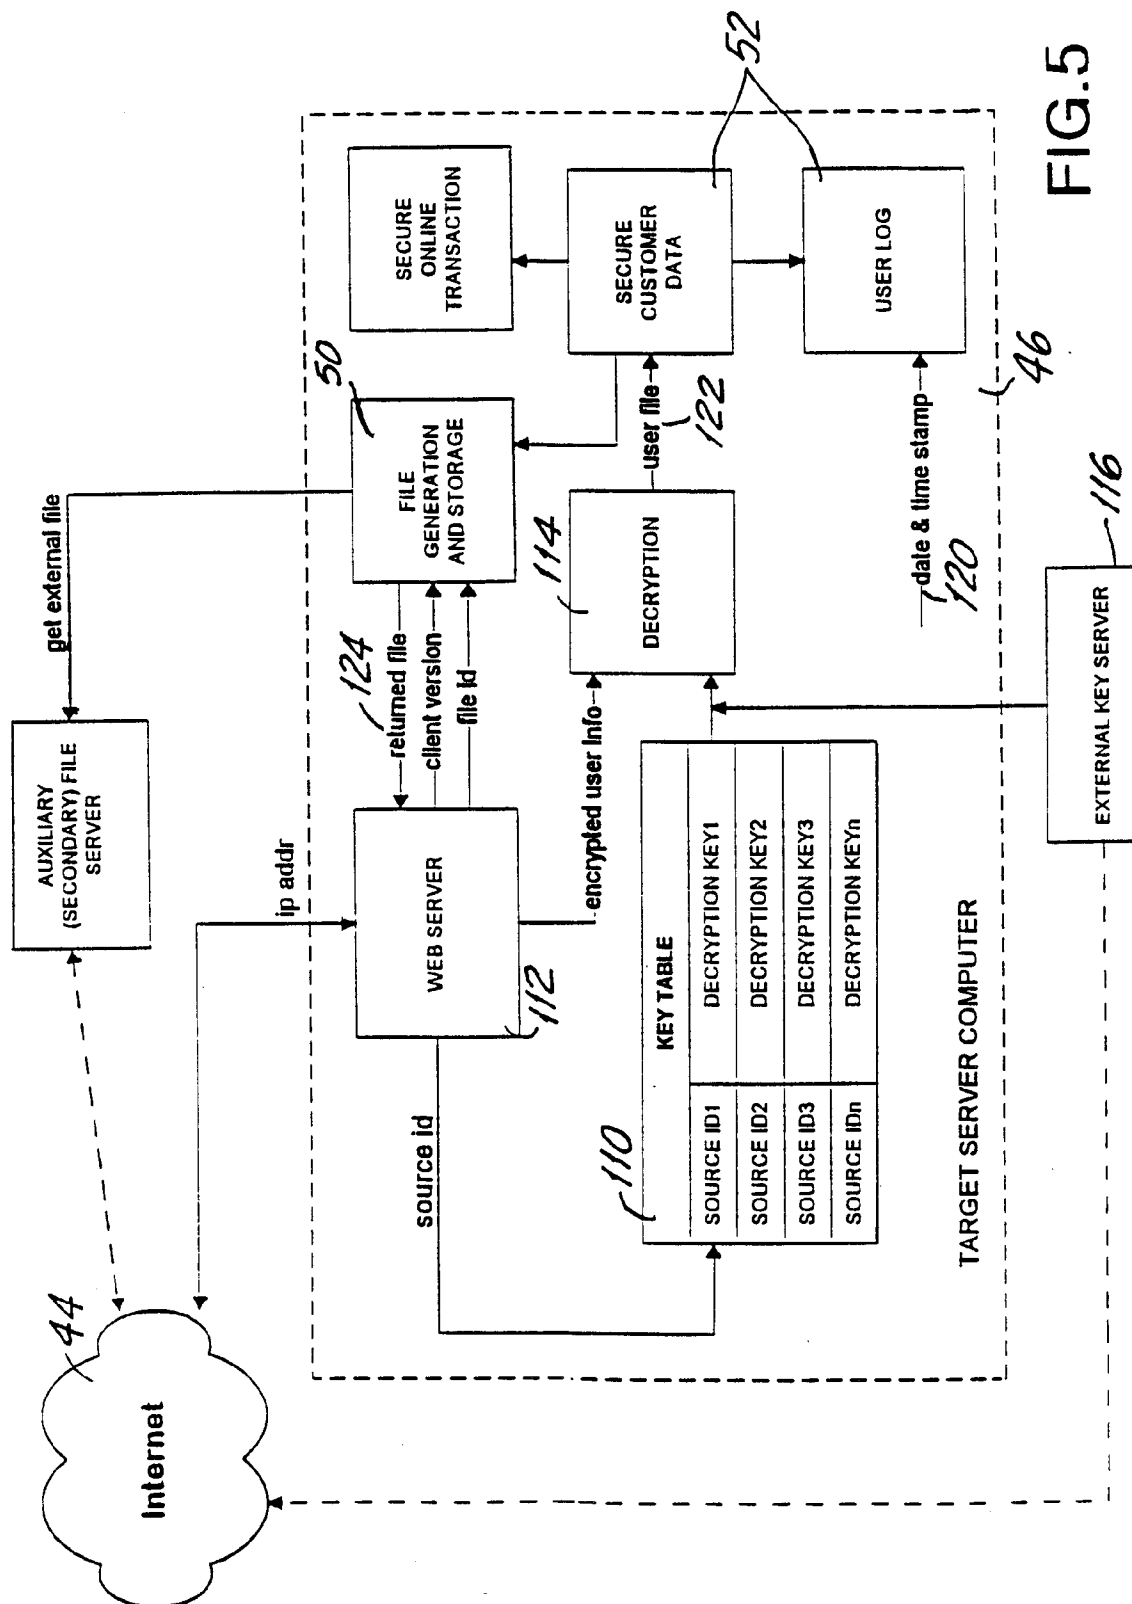 Internet
44
AUXILIARY
(SECONDARY) FILE
SERVER
get external file
ip addr
source id
WEB SERVER
112
returned file
124
client version
file id
FILE
GENERATION
AND STORAGE
50
SECURE
ONLINE
TRANSACTION
encrypted user info
DECRYPTION
114
user file
122
SECURE
CUSTOMER
DATA
52
USER LOG
date & time stamp
120
110
KEY TABLE
SOURCE ID1 DECRYPTION KEY1
SOURCE ID2 DECRYPTION KEY2
SOURCE ID3 DECRYPTION KEY3
SOURCE IDn DECRYPTION KEYn
TARGET SERVER COMPUTER
46
EXTERNAL KEY SERVER
116
FIG.5